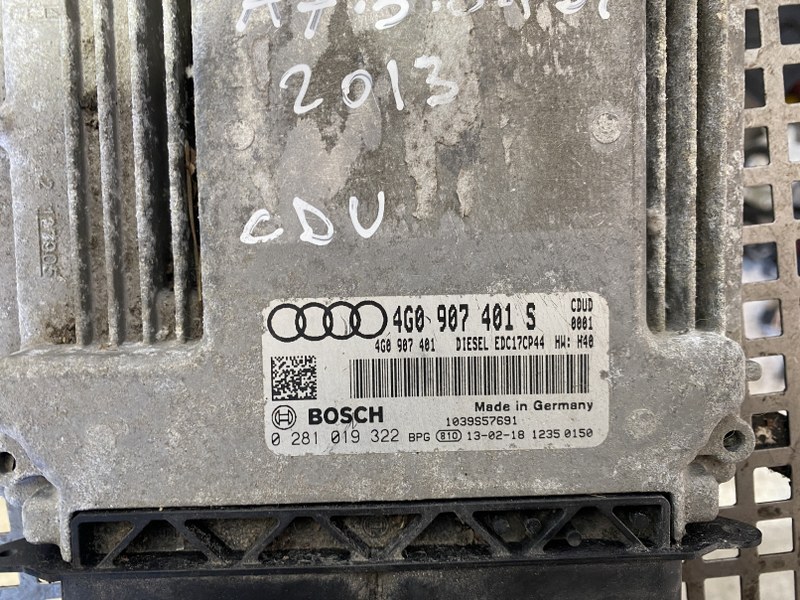 2013
CDU
4G0 907 401 S
CDUD
0001
4G0 907 401 DIESEL EDC17CP44 HW: H40
Made in Germany
BOSCH
1039S57691
0 281 019 322 BPG 810 13-02-18 1235 0150